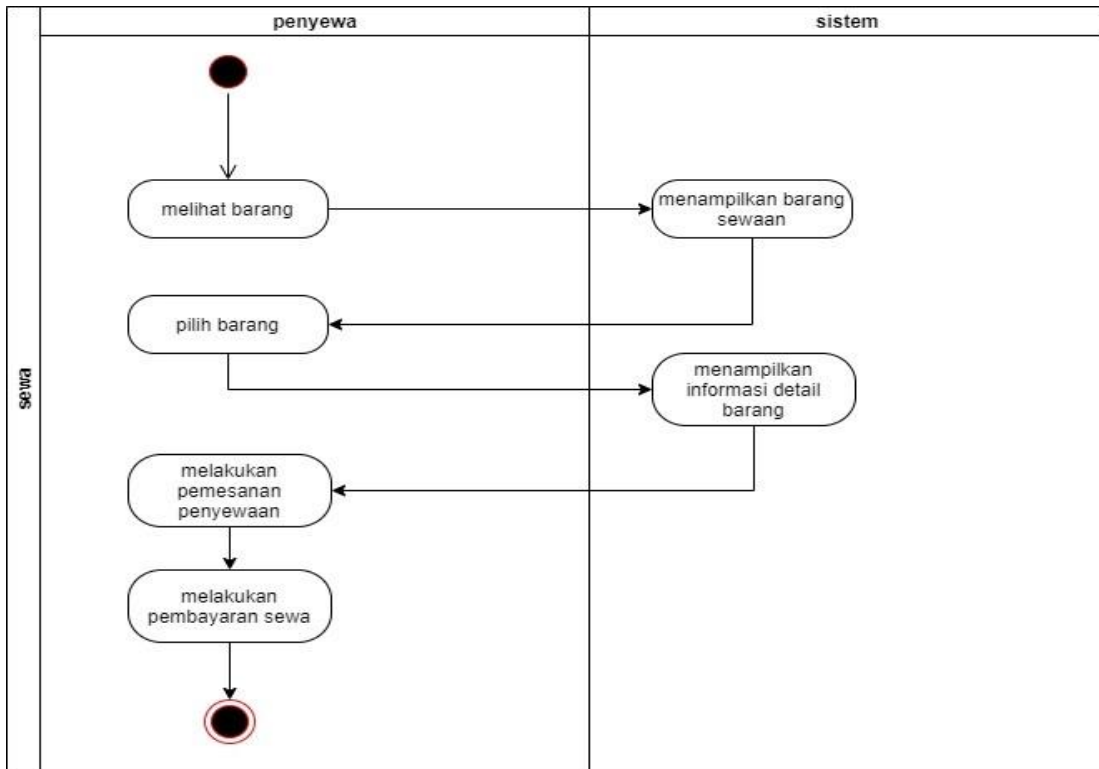 penyewa
sistem
sewa
melihat barang
menampilkan barang
sewaan
pilih barang
menampilkan
informasi detail
barang
melakukan
pemesanan
penyewaan
melakukan
pembayaran sewa